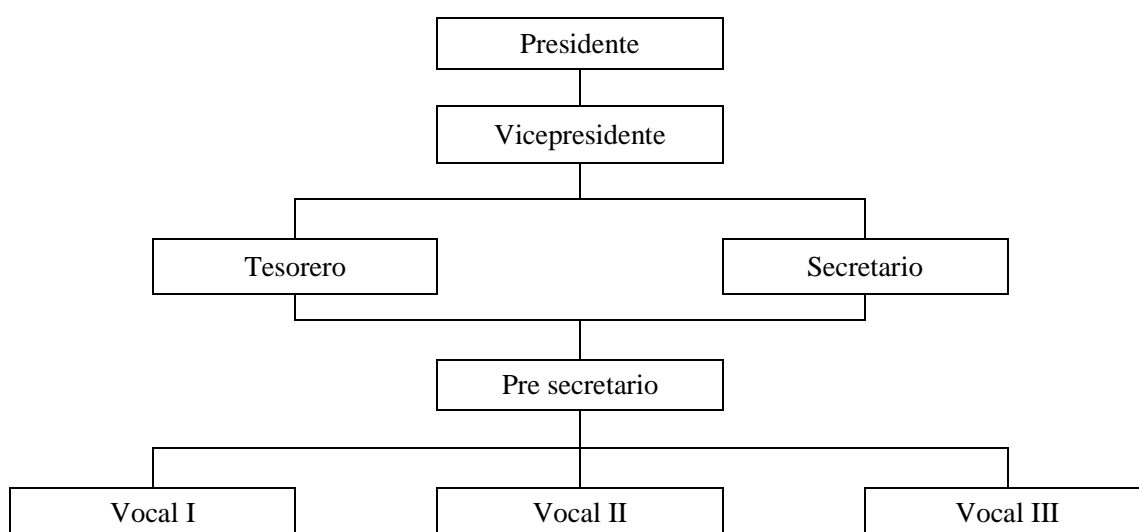 Presidente
Vicepresidente
Tesorero
Secretario
Pre secretario
Vocal I
Vocal II
Vocal III